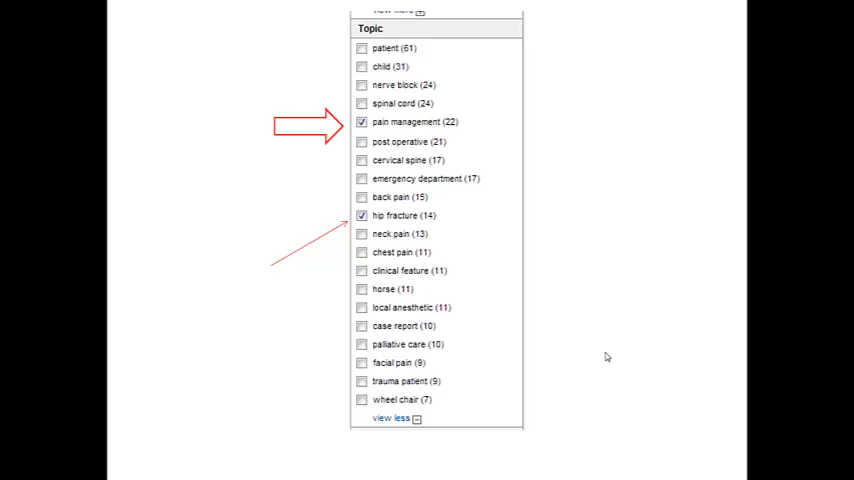 Topic
patient (61)
child (31)
nerve block (24)
spinal cord (24)
pain management (22)
post operative (21)
cervical spine (17)
emergency department (17)
back pain (15)
hip fracture (14)
neck pain (13)
chest pain (11)
clinical feature (11)
horse (11)
local anesthetic (11)
case report (10)
palliative care (10)
facial pain (9)
trauma patient (9)
wheel chair (7)
view less